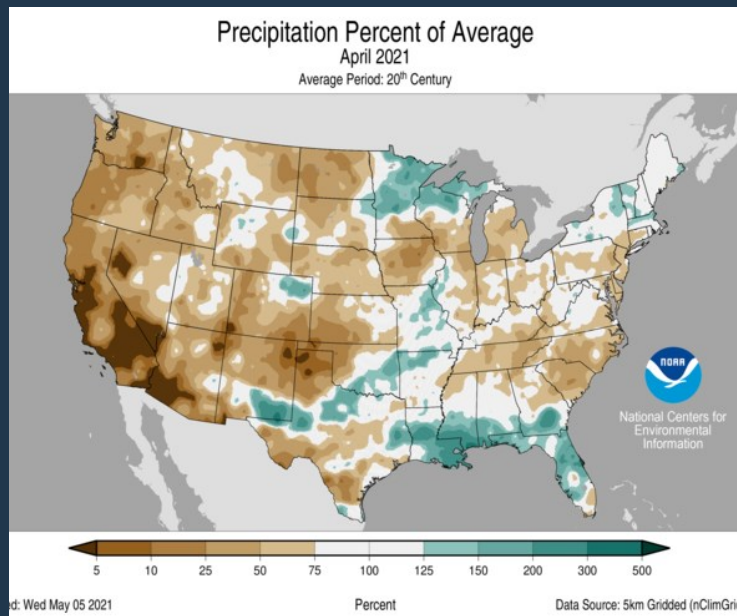 Precipitation Percent of Average
April 2021
Average Period: 20th Century
NOAA
National Centers for
Environmental
Information
5 10 25 50 75 100 125 150 200 300 500
ed: Wed May 05 2021 Percent Data Source: 5km Gridded (nClimGri